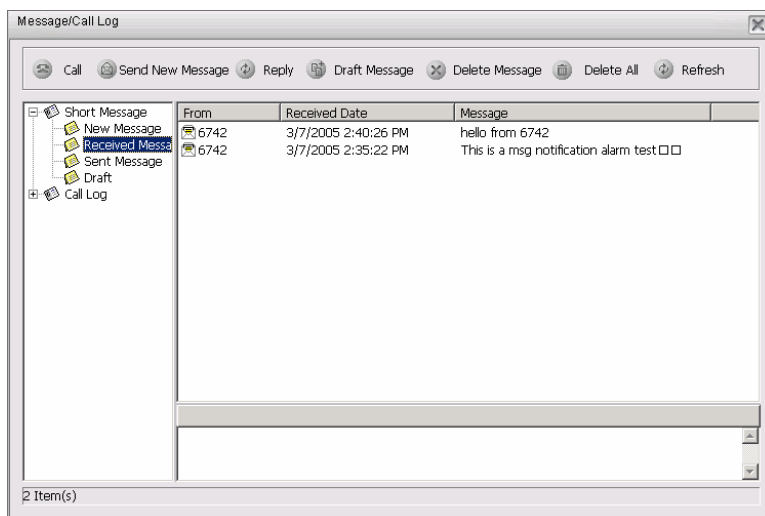 Message/Call Log
Call Send New Message Reply Draft Message Delete Message Delete All Refresh
Short Message
New Message
Received Messa
Sent Message
Draft
Call Log
From Received Date Message
6742 3/7/2005 2:40:26 PM hello from 6742
6742 3/7/2005 2:35:22 PM This is a msg notification alarm test□□
2 Item(s)